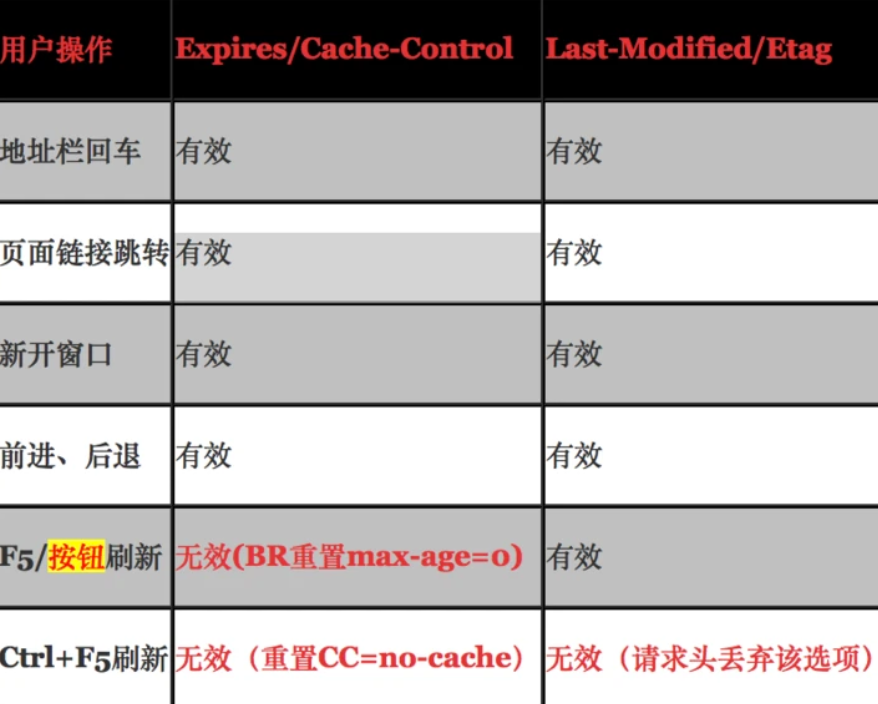 用户操作 Expires/Cache-Control Last-Modified/Etag
地址栏回车 有效 有效
页面链接跳转 有效 有效
新开窗口 有效 有效
前进、后退 有效 有效
F5/按钮刷新 无效(BR重置max-age=0) 有效
Ctrl+F5刷新 无效（重置CC=no-cache） 无效（请求头丢弃该选项）